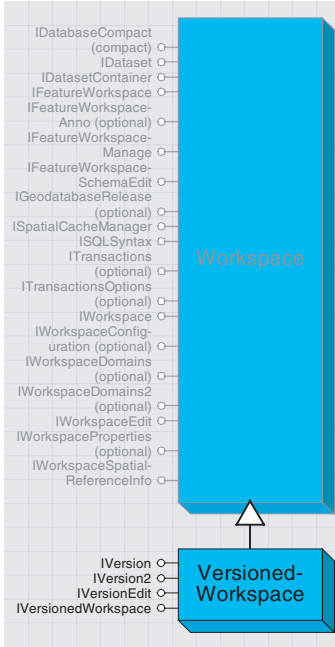 IDatabaseCompact
(compact)
IDataset
IDatasetContainer
IFeatureWorkspace
IFeatureWorkspace-
Anno (optional)
IFeatureWorkspace-
Manage
IFeatureWorkspace-
SchemaEdit
IGeodatabaseRelease
(optional)
ISpatialCacheManager
ISQLSyntax
ITransactions
(optional)
ITransactionsOptions
(optional)
IWorkspace
IWorkspaceConfig-
uration (optional)
IWorkspaceDomains
(optional)
IWorkspaceDomains2
(optional)
IWorkspaceEdit
IWorkspaceProperties
(optional)
IWorkspaceSpatial-
ReferenceInfo
Workspace
IVersion
IVersion2
IVersionEdit
IVersionedWorkspace
Versioned-
Workspace